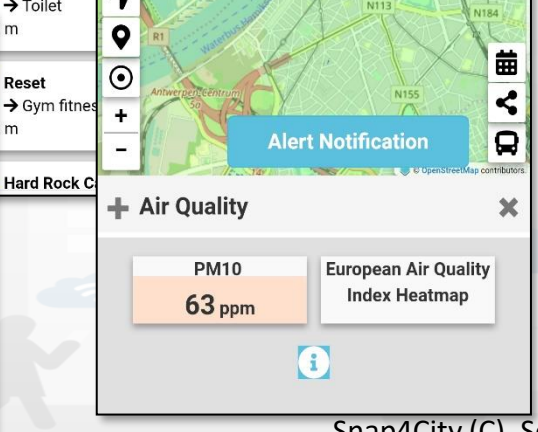 → Toilet
m
Reset
→ Gym fitnes
m
Hard Rock C
N113
N184
R1
Antwerpen-Centrum
5a
N155
+
−
Alert Notification
© OpenStreetMap contributors.
+ Air Quality ×
PM10
63 ppm
European Air Quality
Index Heatmap
i
Snap4City (C), S